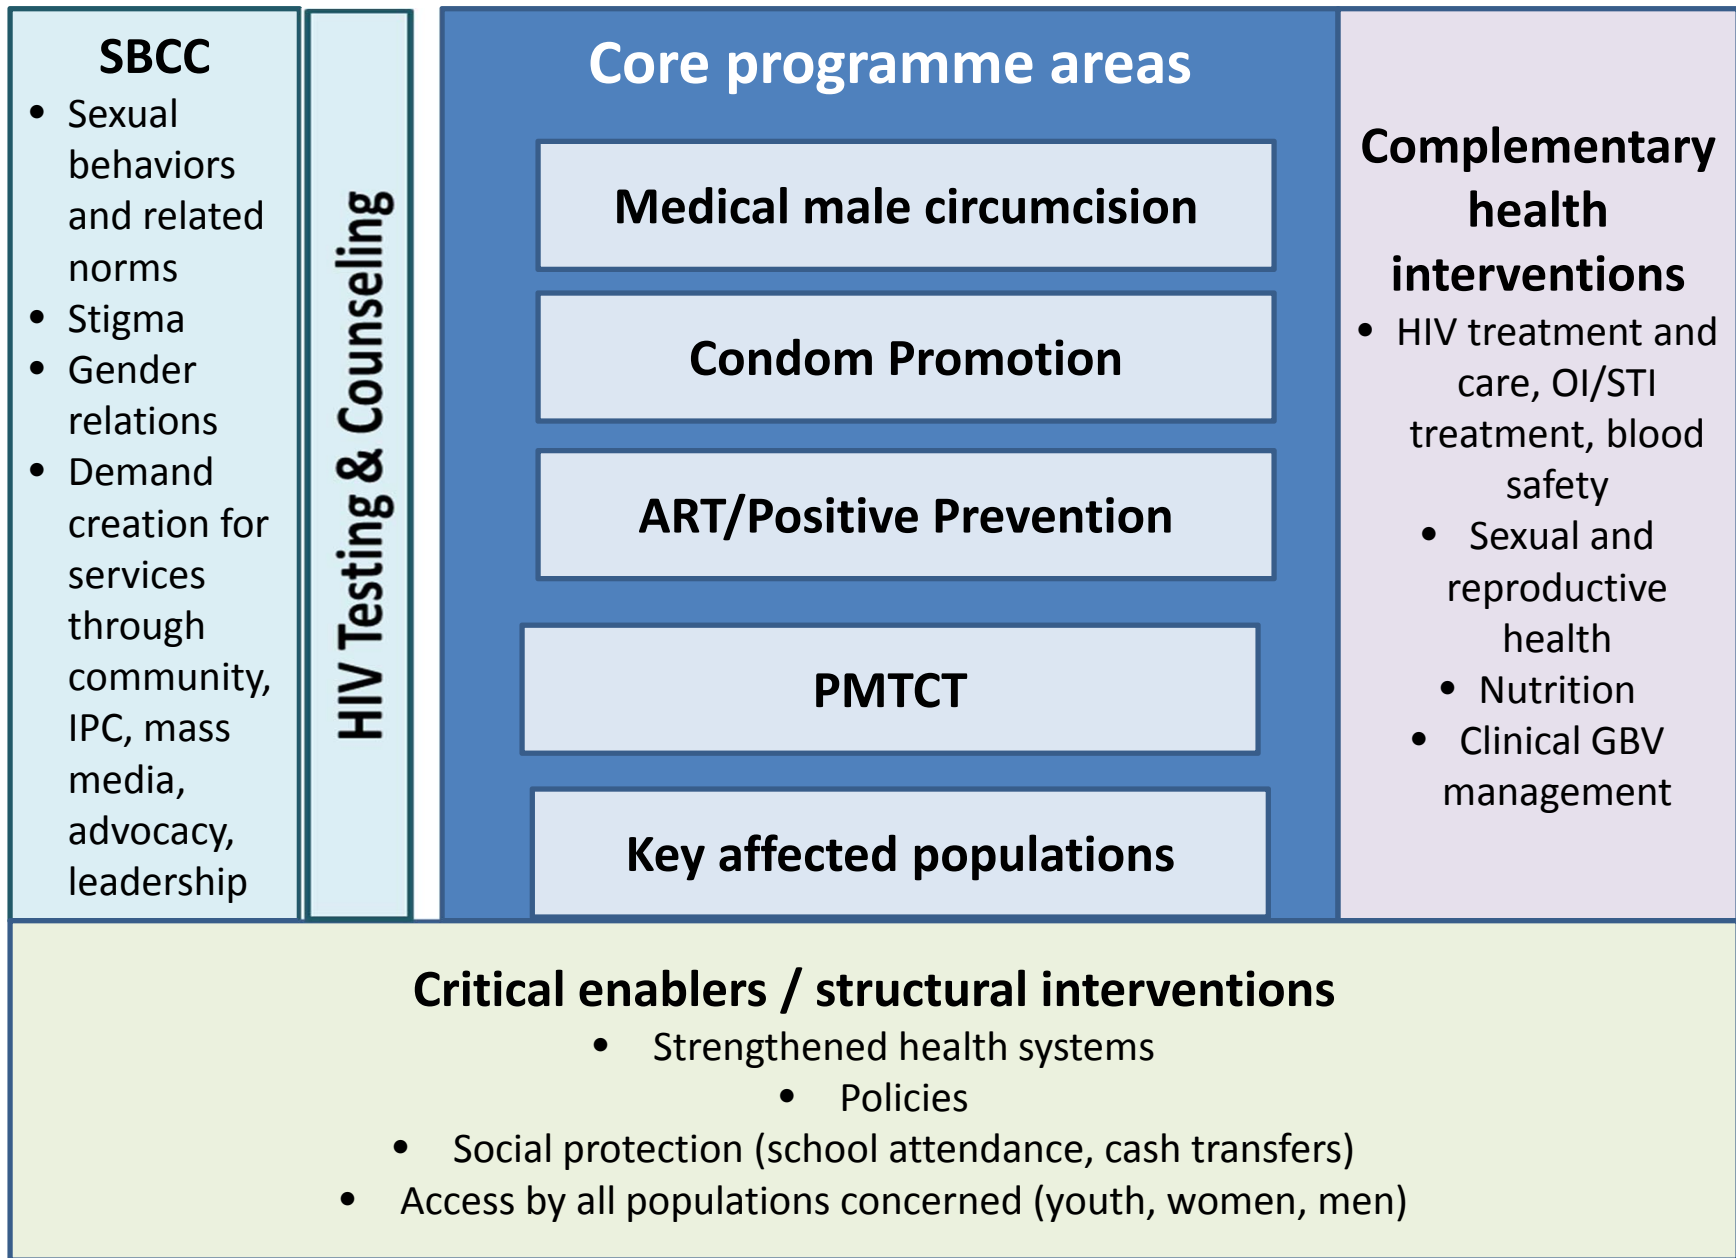 SBCC
• Sexual
behaviors
and related
norms
• Stigma
• Gender
relations
• Demand
creation for
services
through
community,
IPC, mass
media,
advocacy,
leadership
HIV Testing & Counseling
Core programme areas
Medical male circumcision
Condom Promotion
ART/Positive Prevention
PMTCT
Key affected populations
Complementary
health
interventions
• HIV treatment and
care, OI/STI
treatment, blood
safety
• Sexual and
reproductive
health
• Nutrition
• Clinical GBV
management
Critical enablers / structural interventions
• Strengthened health systems
• Policies
• Social protection (school attendance, cash transfers)
• Access by all populations concerned (youth, women, men)